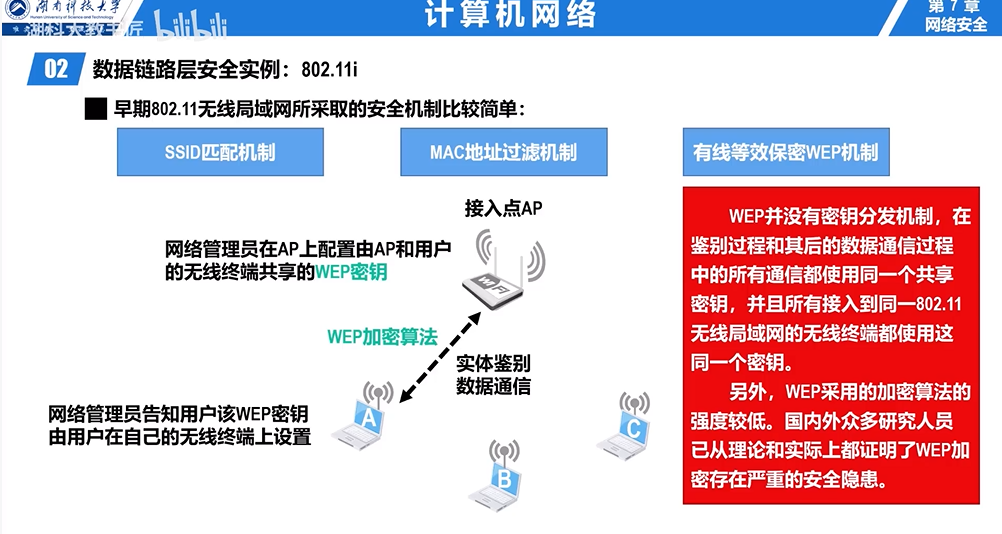 湖南科技大学
Hunan University of Science and Technology
计算机网络
第 7 章
网络安全
湖科大教书匠 bilibili
02 数据链路层安全实例：802.11i
早期802.11无线局域网所采取的安全机制比较简单：
SSID匹配机制
MAC地址过滤机制
有线等效保密WEP机制
接入点AP
网络管理员在AP上配置由AP和用户
的无线终端共享的WEP密钥
WiFi
WEP加密算法
实体鉴别
数据通信
网络管理员告知用户该WEP密钥
由用户在自己的无线终端上设置
A
B
C
WEP并没有密钥分发机制，在
鉴别过程和其后的数据通信过程
中的所有通信都使用同一个共享
密钥，并且所有接入到同一802.11
无线局域网的无线终端都使用这
同一个密钥。
另外，WEP采用的加密算法的
强度较低。国内外众多研究人员
已从理论和实际上都证明了WEP加
密存在严重的安全隐患。